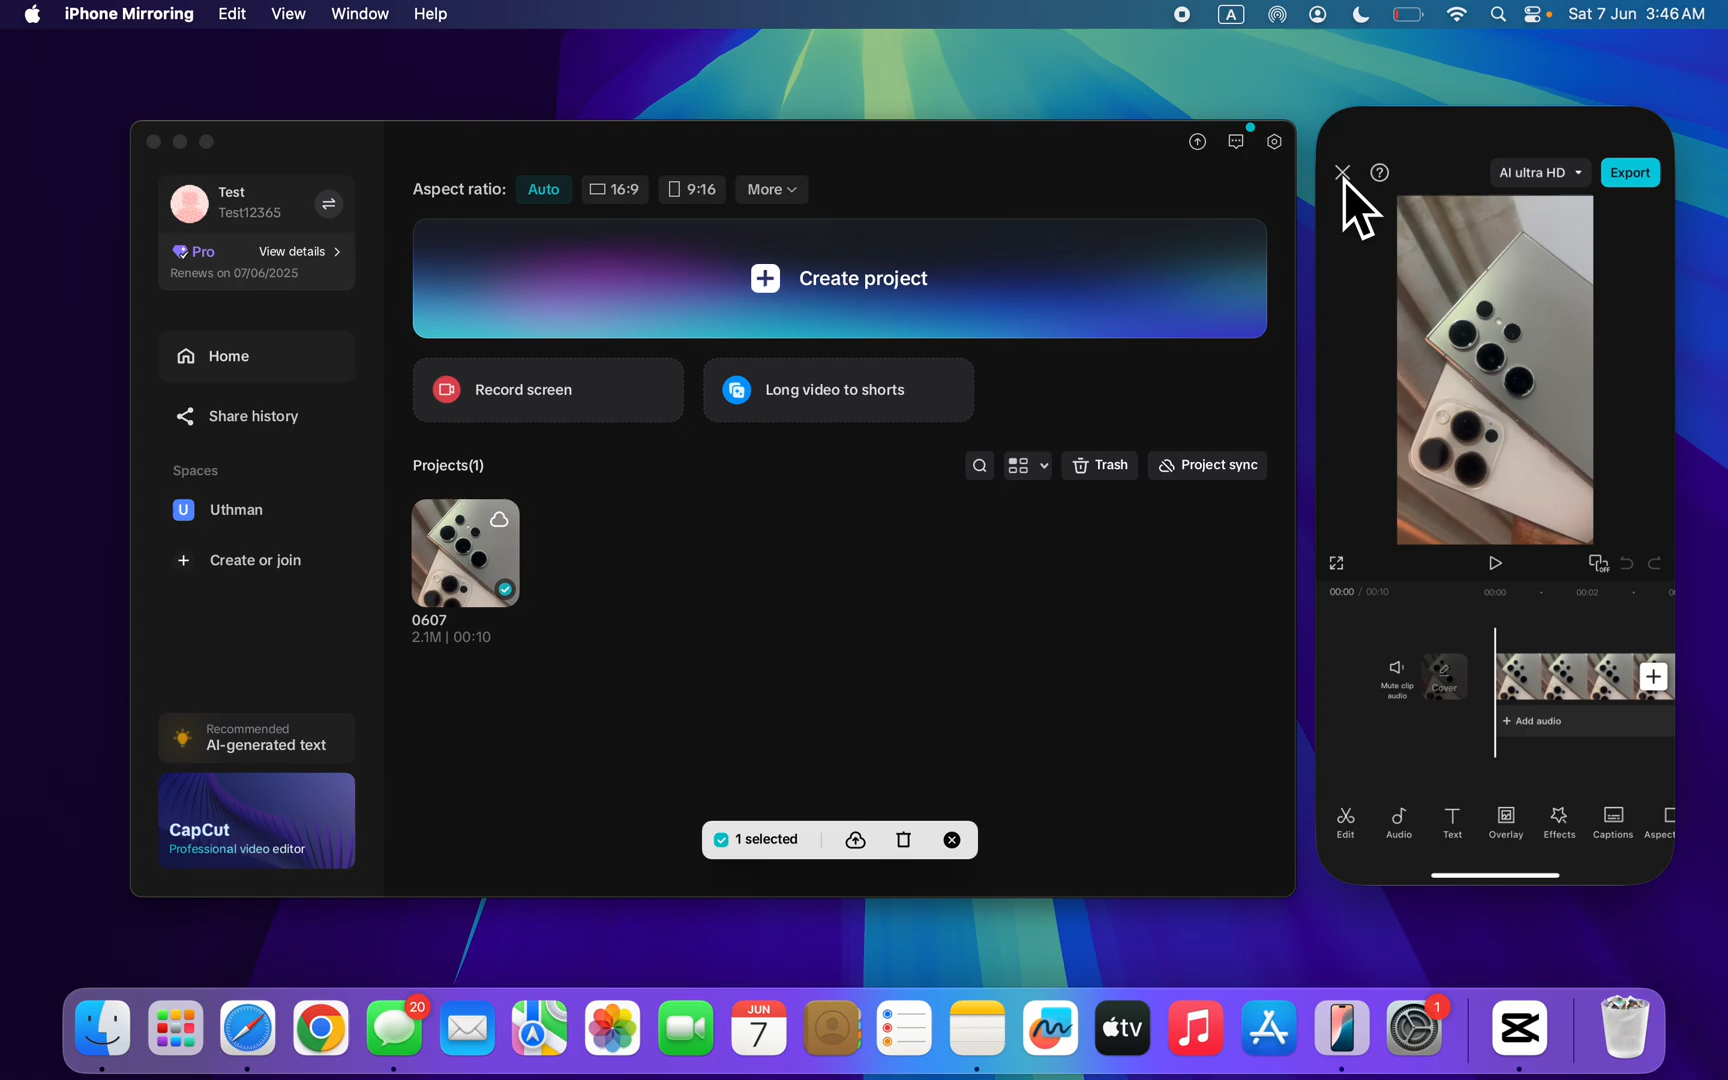 iPhone Mirroring Edit View Window Help
A
Sat 7 Jun 3:46 AM
Test
Test12365
Pro View details >
Renews on 07/06/2025
Home
Share history
Spaces
U Uthman
+ Create or join
Recommended
AI-generated text
CapCut
Professional video editor
Aspect ratio: Auto 16:9 9:16 More
Create project
Record screen
Long video to shorts
Projects(1)
Trash
Project sync
0607
2.1M | 00:10
1 selected
?
AI ultra HD
Export
OFF
00:00 / 00:10
00:00 · 00:02 ·
Mute clip
audio
Cover
+ Add audio
Edit Audio Text Overlay Effects Captions Aspect
20
JUN
7
tv
1